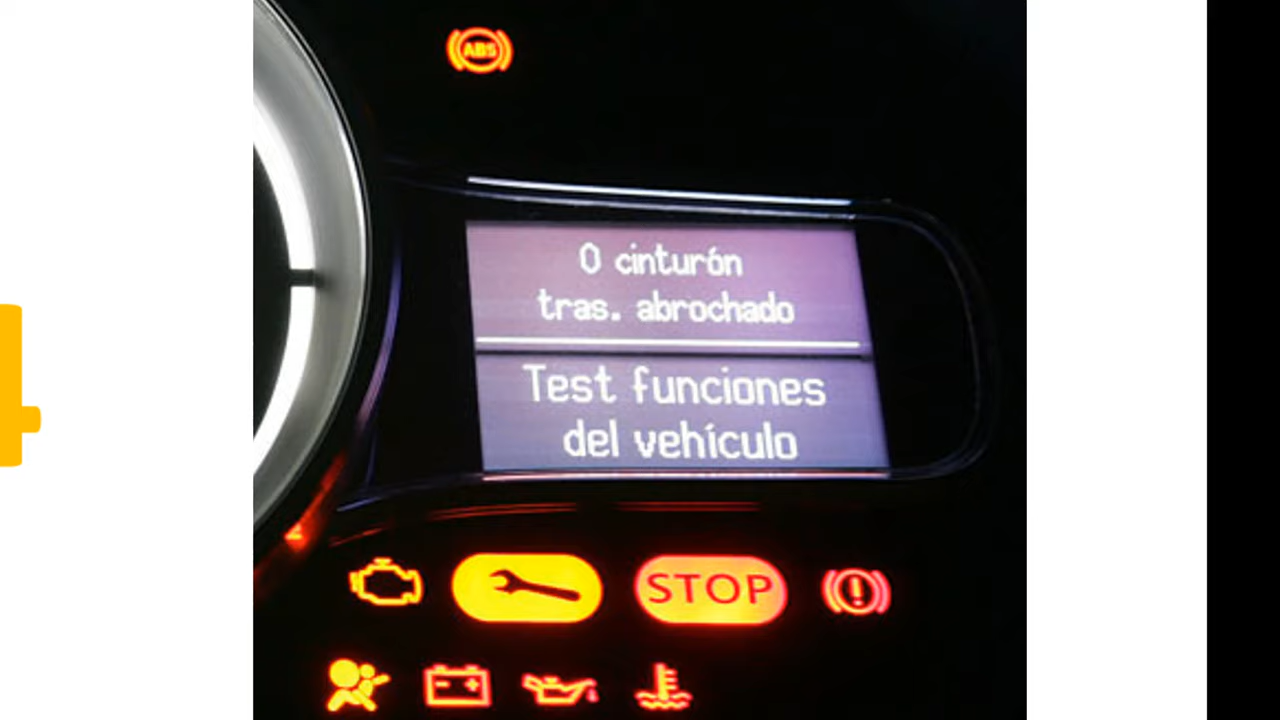 ABS
0 cinturón
tras. abrochado
Test funciones
del vehículo
STOP